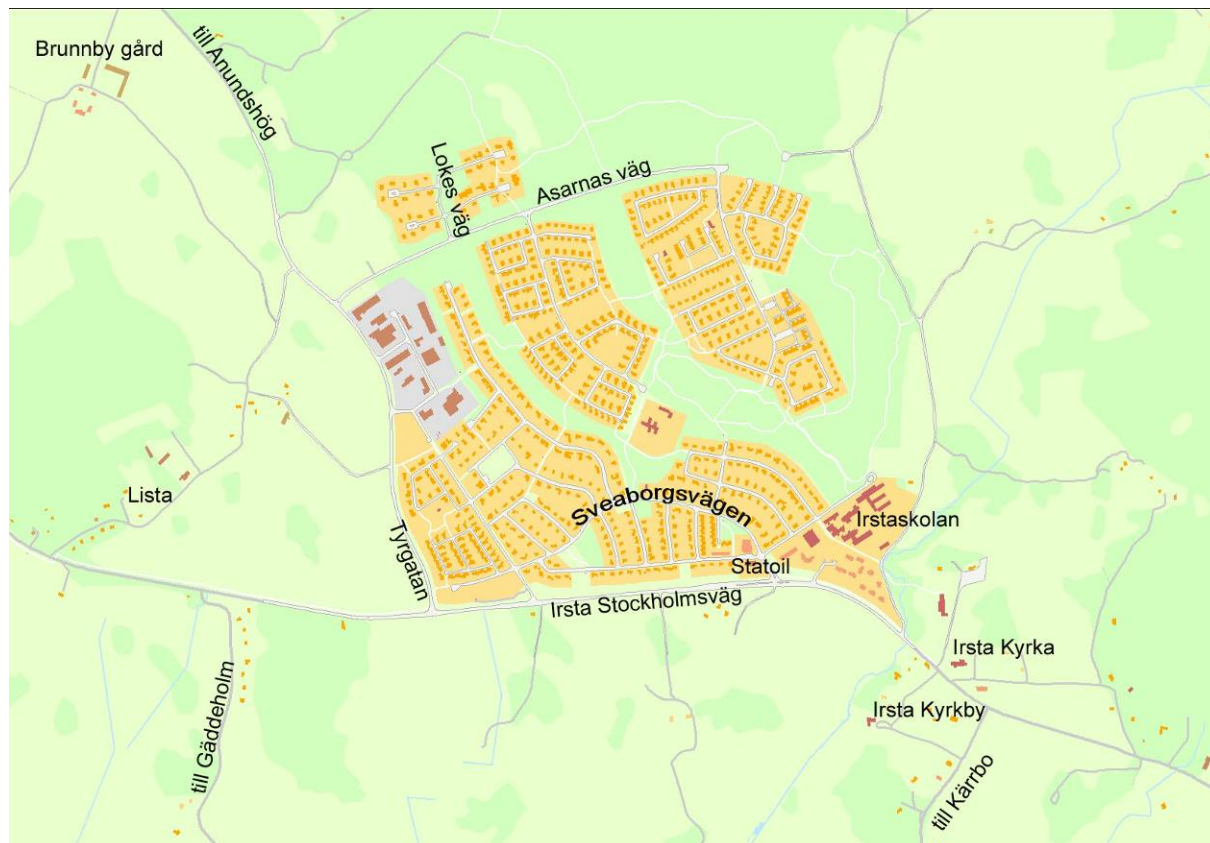 Brunnby gård
till Anundshög
Lokes väg
Asarnas väg
Lista
Tyrgatan
Sveaborgsvägen
Irstaskolan
Statoil
Irsta Stockholmsväg
Irsta Kyrka
Irsta Kyrkby
till Gäddeholm
till Kärrbo